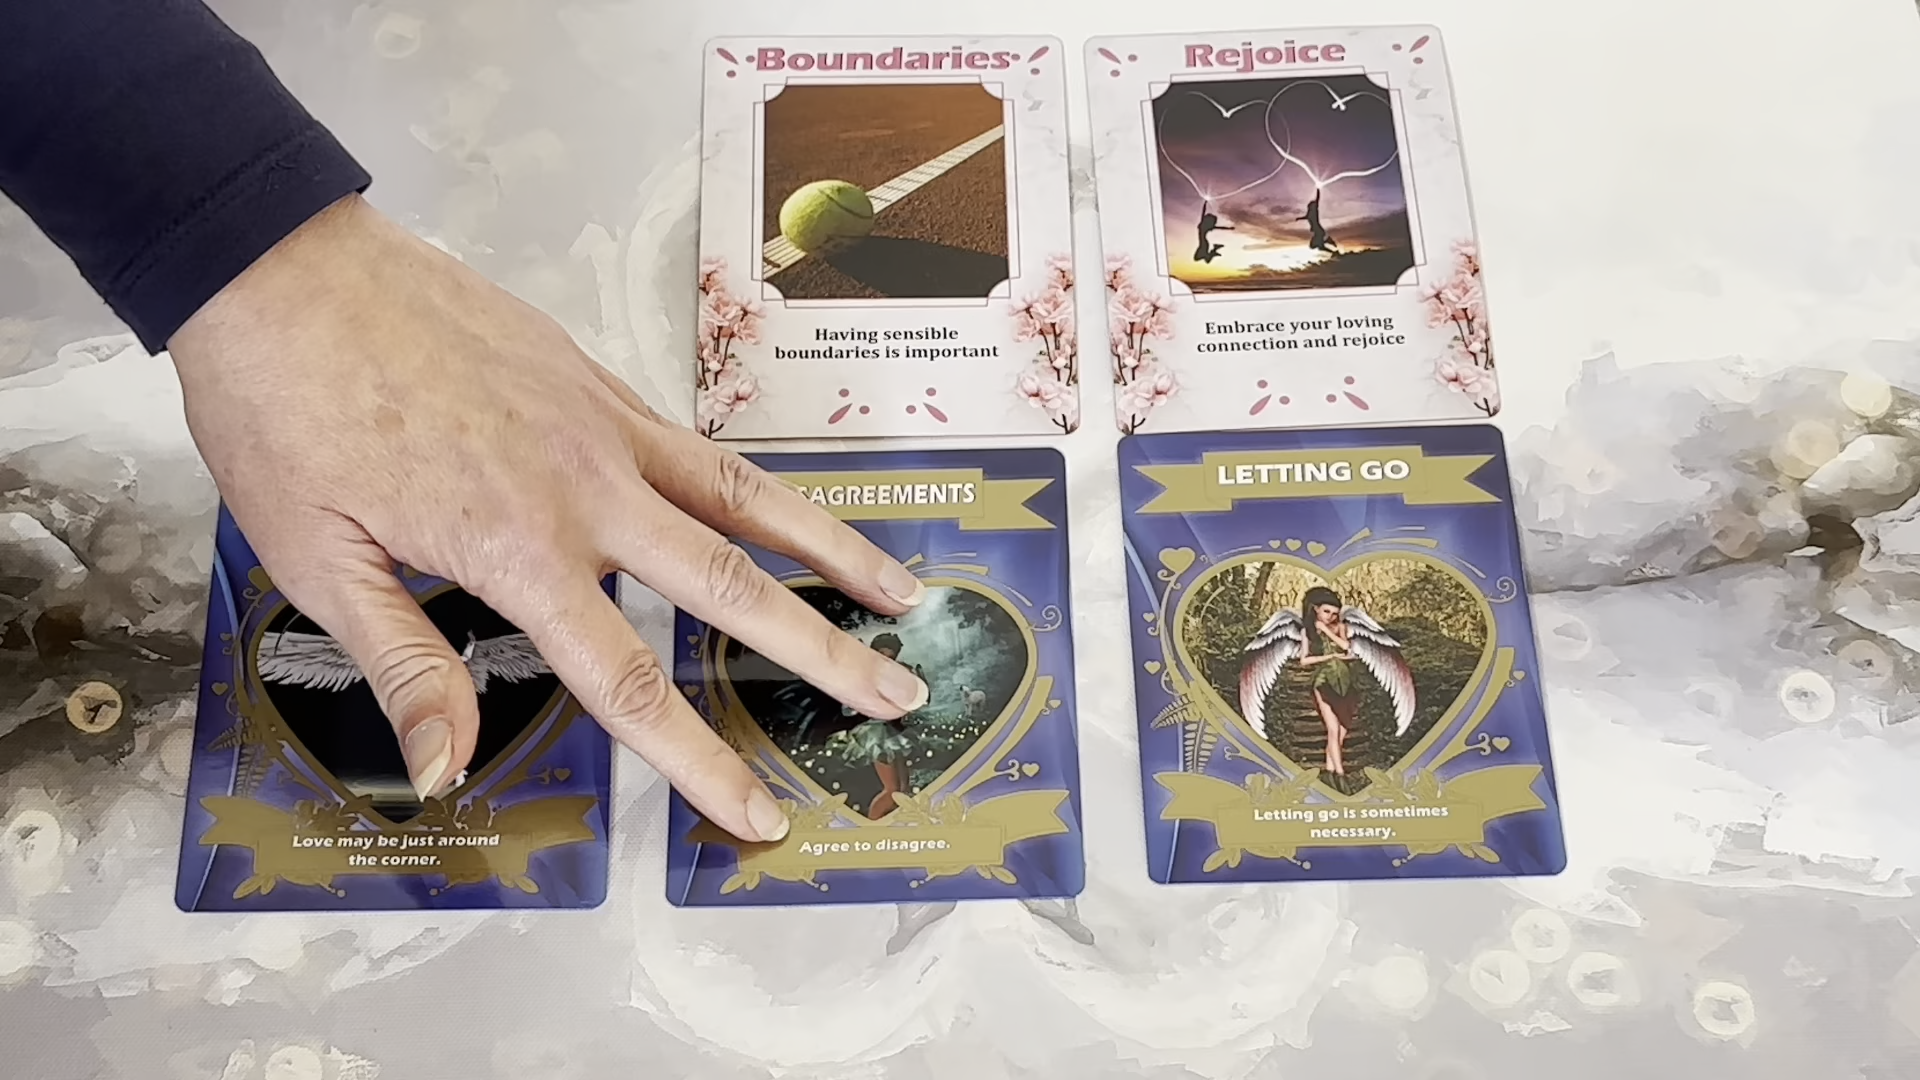 Boundaries
Having sensible
boundaries is important
Rejoice
Embrace your loving
connection and rejoice
Love may be just around
the corner.
SAGREEMENTS
Agree to disagree.
LETTING GO
Letting go is sometimes
necessary.